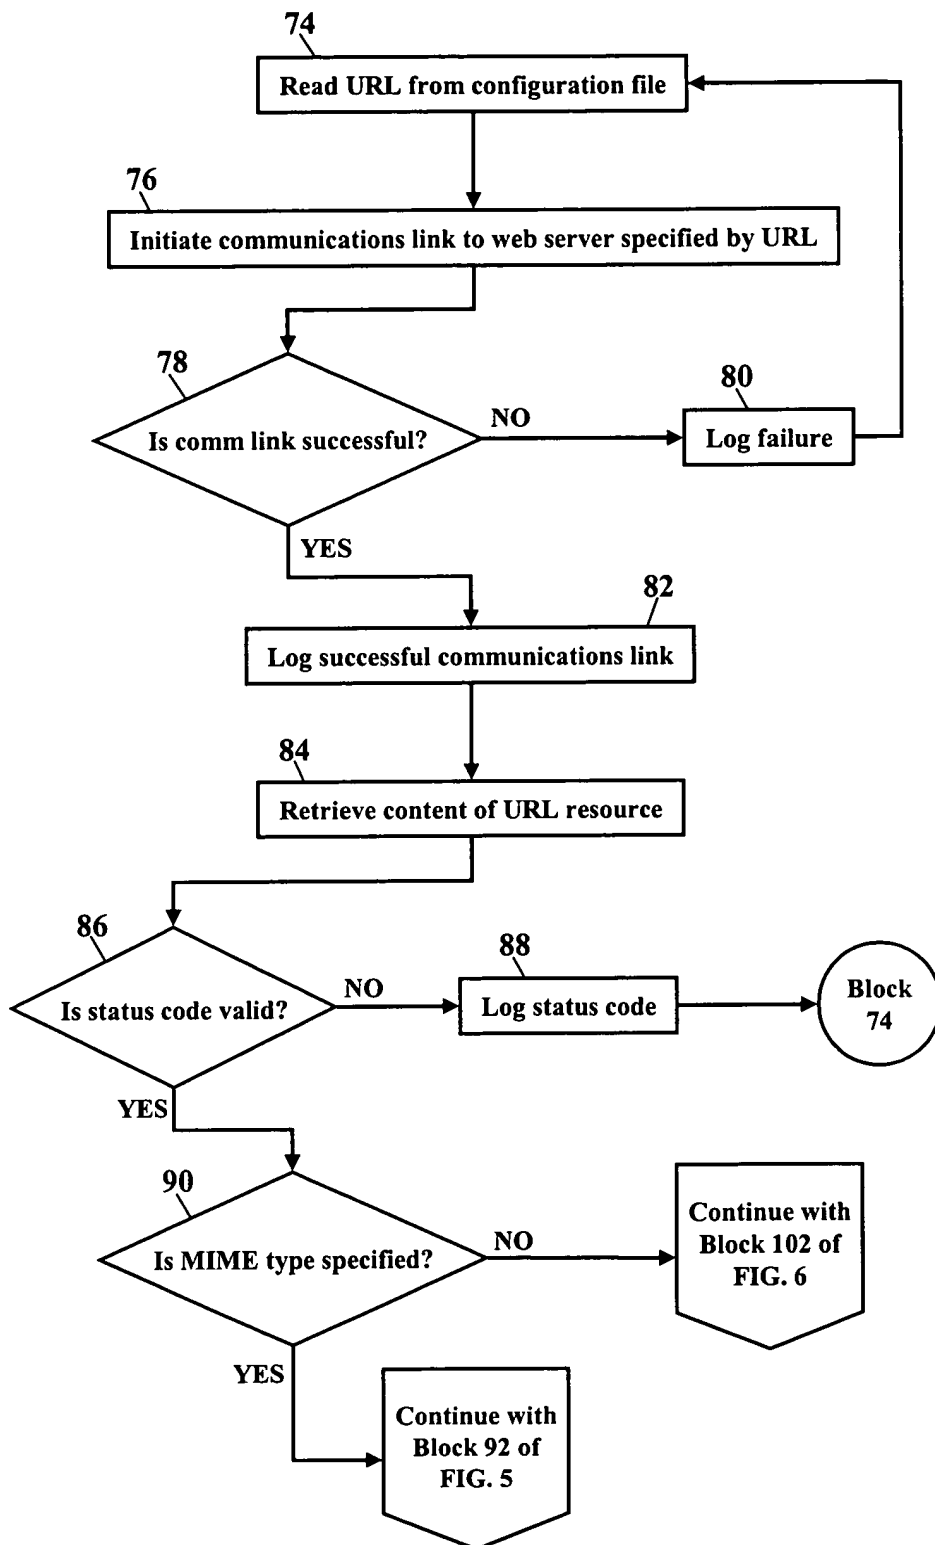 74
Read URL from configuration file
76
Initiate communications link to web server specified by URL
78
Is comm link successful?
NO
80
Log failure
YES
82
Log successful communications link
84
Retrieve content of URL resource
86
Is status code valid?
NO
88
Log status code
Block
74
YES
90
Is MIME type specified?
NO
Continue with
Block 102 of
FIG. 6
YES
Continue with
Block 92 of
FIG. 5